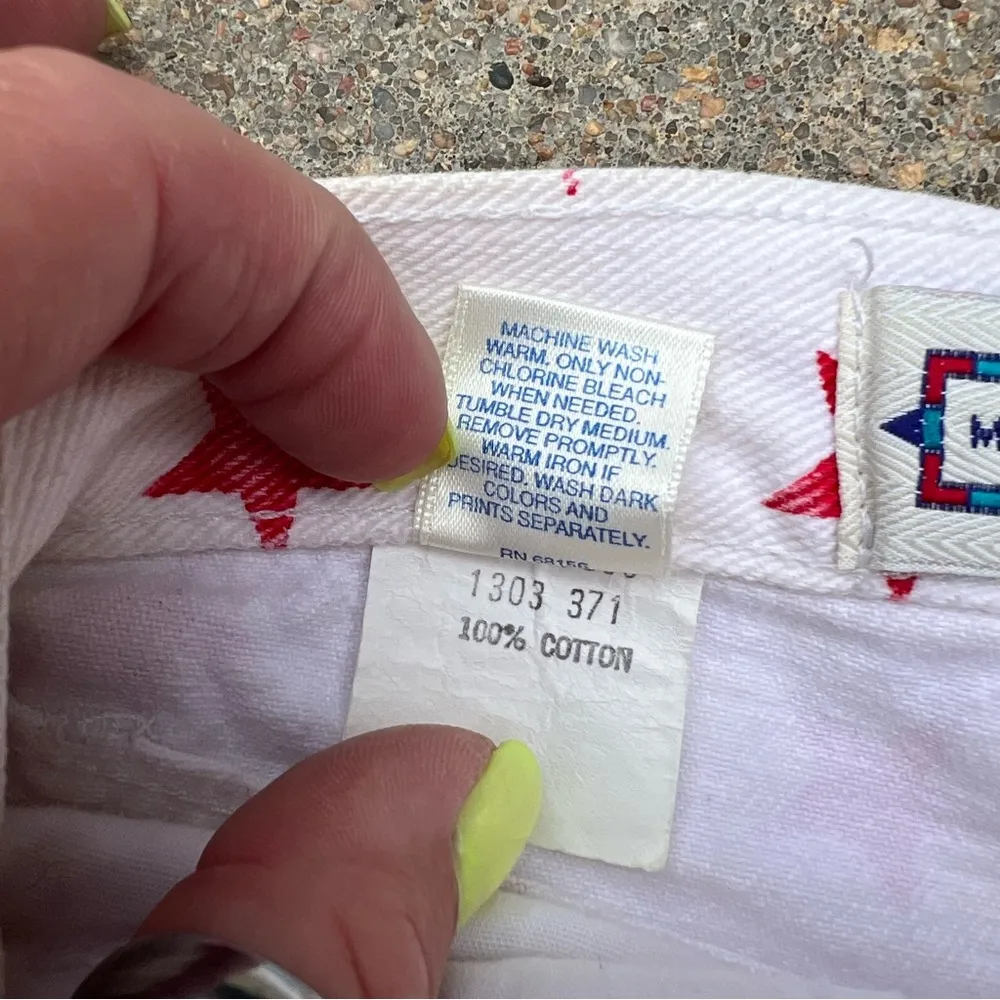 MACHINE WASH
WARM. ONLY NON-
CHLORINE BLEACH
WHEN NEEDED.
TUMBLE DRY MEDIUM.
REMOVE PROMPTLY.
WARM IRON IF
DESIRED. WASH DARK
COLORS AND
PRINTS SEPARATELY.
RN
1303 371
100% COTTON